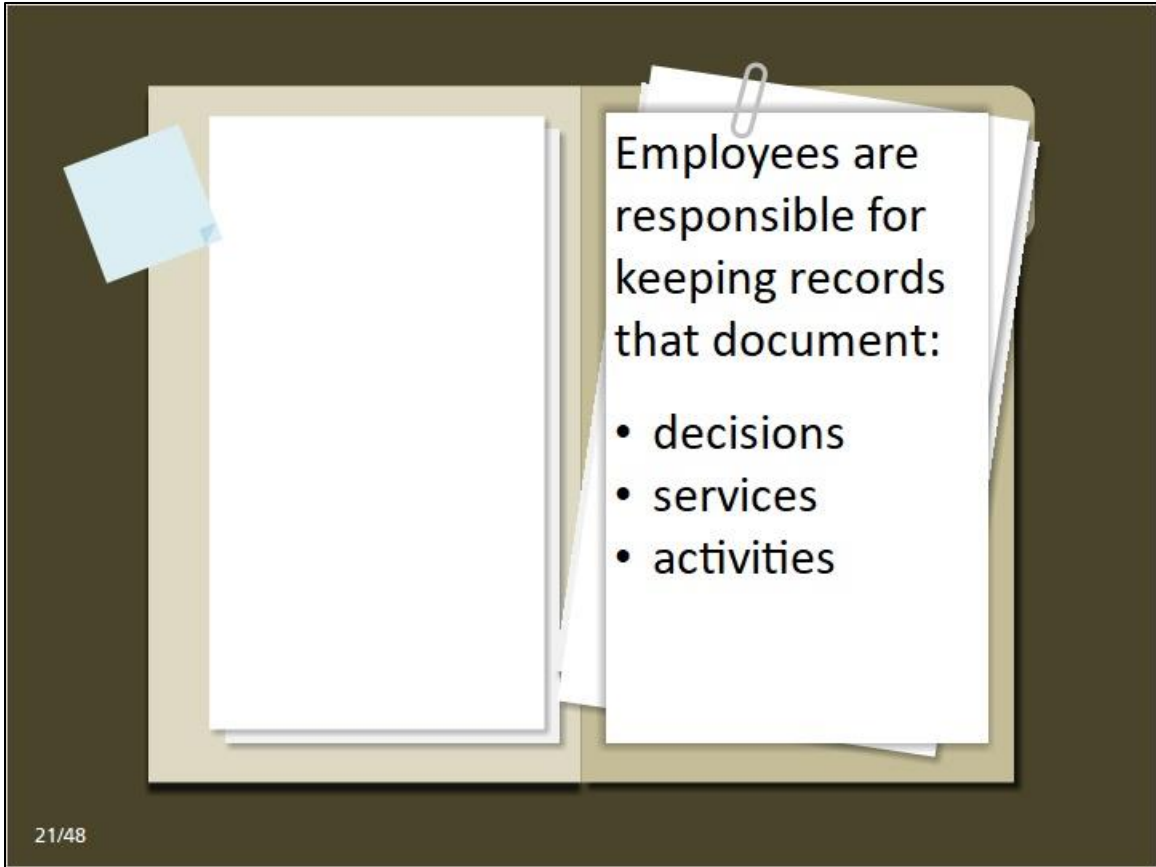 Employees are
responsible for
keeping records
that document:
• decisions
• services
• activities
21/48